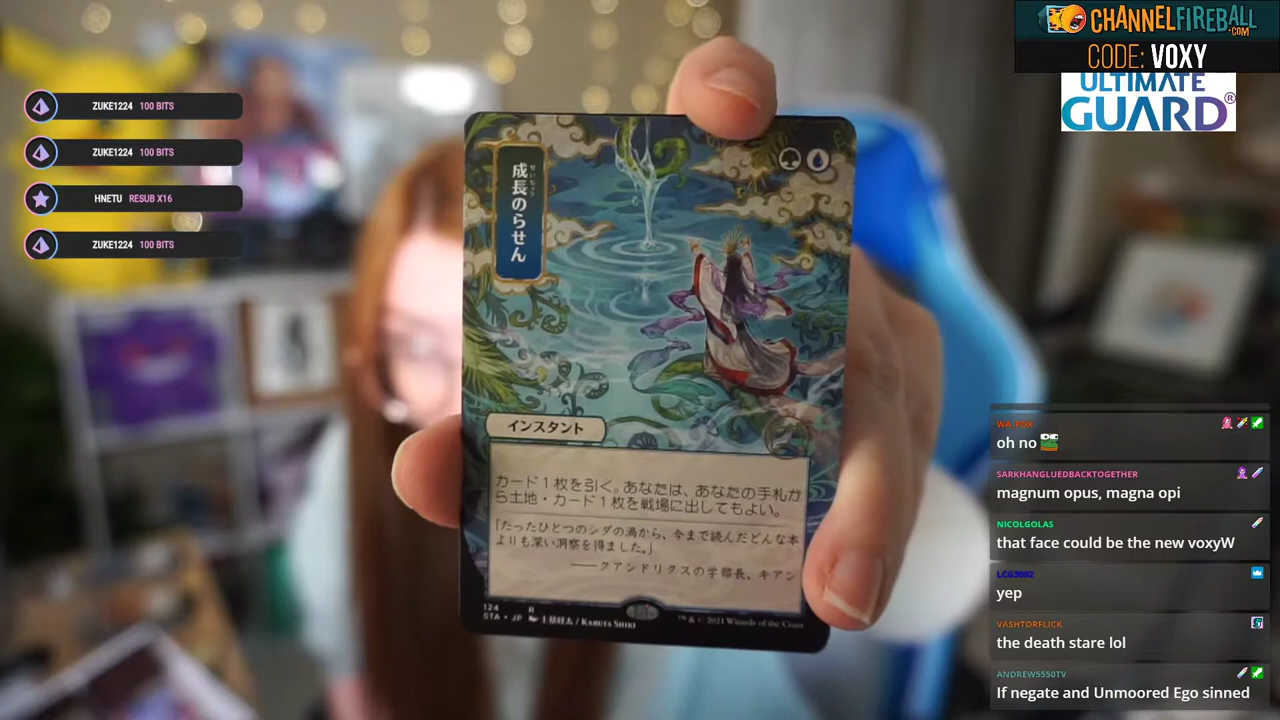 CHANNELFIREBALL
.COM
CODE: VOXY
ULTIMATE
GUARD®
ZUKE1224 100 BITS
ZUKE1224 100 BITS
HNETU RESUB X16
ZUKE1224 100 BITS
成長のらせん
せいちょう
インスタント
カード1枚を引く。あなたは、あなたの手札か
ら土地・カード1枚を戦場に出してもよい。
「たったひとつのシダの渦から、今まで読んだどんな本
よりも深い洞察を得ました。」
——クアンドリクスの学部長、キアン
124 R
STA • JP / KARUTA SHIKI
™ & © 2021 Wizards of the Coast
WA_POX
oh no
SARKHANGLUEDBACKTOGETHER
magnum opus, magna opi
NICOLGOLAS
that face could be the new voxyW
LCG3092
yep
VASHTORFLICK
the death stare lol
ANDREW5550TV
If negate and Unmoored Ego sinned